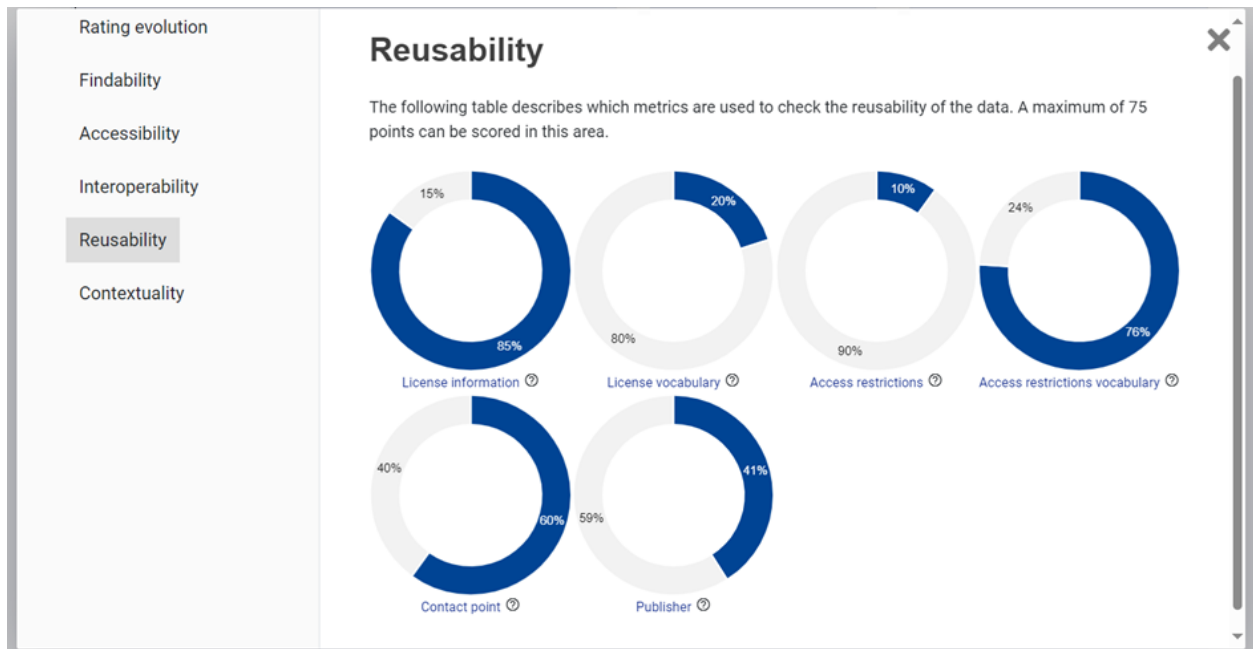 Rating evolution
Findability
Accessibility
Interoperability
Reusability
Contextuality
Reusability
The following table describes which metrics are used to check the reusability of the data. A maximum of 75
points can be scored in this area.
15%
85%
License information
20%
80%
License vocabulary
10%
90%
Access restrictions
24%
76%
Access restrictions vocabulary
40%
60%
Contact point
41%
59%
Publisher